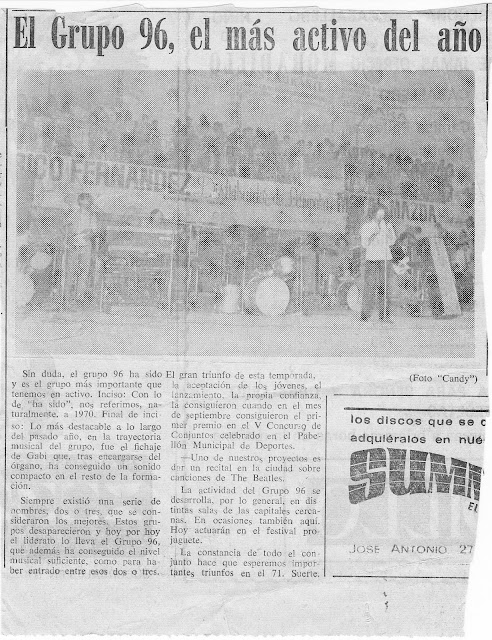 El Grupo 96, el más activo del año
RICO FERNANDEZ
MAZDA
(Foto "Candy")
Sin duda, el grupo 96 ha sido
y es el grupo más importante que
tenemos en activo. Inciso: Con lo
de "ha sido", nos referimos, na-
turalmente, a 1970. Final de inci-
so: Lo más destacable a lo largo
del pasado año, en la trayectoria
musical del grupo, fue el fichaje
de Gabi que, tras encargarse del
órgano, ha conseguido un sonido
compacto en el resto de la forma-
ción.
Siempre existió una serie de
nombres, dos o tres, que se con-
sideraron los mejores. Estos gru-
pos desaparecieron y hoy por hoy
el liderato lo lleva el Grupo 96,
que además ha conseguido el nivel
musical suficiente, como para ha-
ber entrado entre esos dos o tres.
El gran triunfo de esta temporada,
la aceptación de los jóvenes, el
lanzamiento, la propia confianza,
la consiguieron cuando en el mes
de septiembre consiguieron el pri-
mer premio en el V Concurso de
Conjuntos celebrado en el Pabe-
llón Municipal de Deportes.
—Uno de nuestros proyectos es
dar un recital en la ciudad sobre
canciones de The Beatles.
La actividad del Grupo 96 se
desarrolla, por lo general, en dis-
tintas salas de las capitales cerca-
nas. En ocasiones también aquí.
Hoy actuarán en el festival pro-
juguete.
La constancia de todo el con-
junto hace que esperemos impor-
tantes triunfos en el 71. Suerte.
los discos que se
adquiéralos en nue
SUMM
EL
JOSE ANTONIO 27